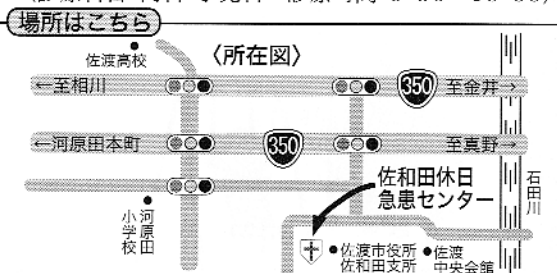 場所はこちら
佐渡高校
〈所在図〉
←至相川
350
至金井→
←河原田本町
350
至真野→
佐和田休日
急患センター
石田川
河原田
小学校
佐渡市役所
佐和田支所
佐渡
中央会館